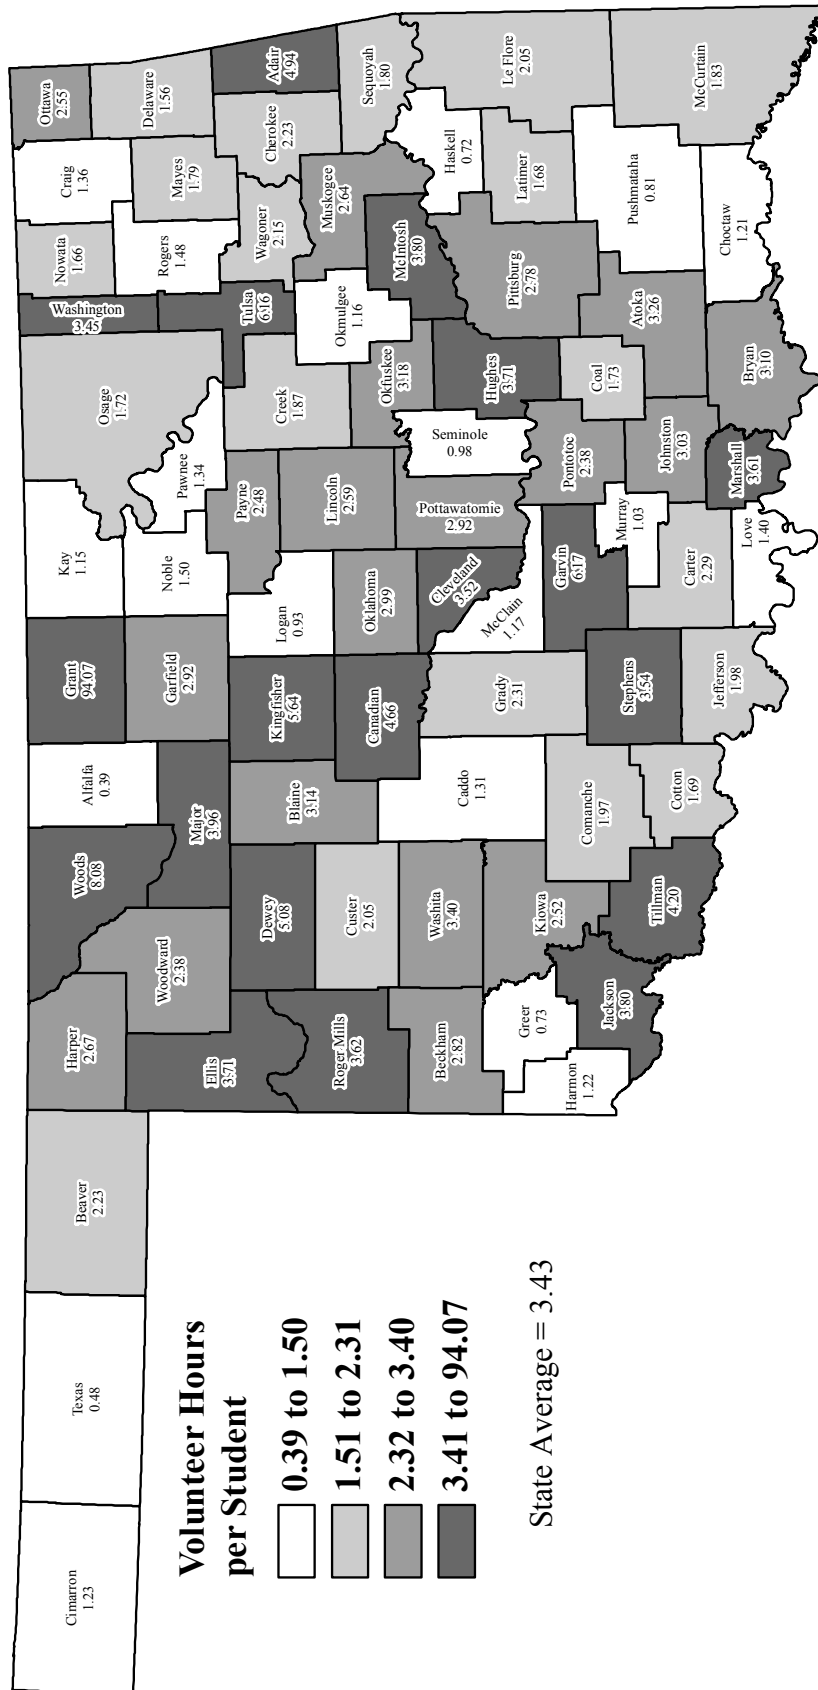 Cimarron
1.23
Texas
0.48
Beaver
2.23
Harper
2.67
Woods
8.08
Alfalfa
0.39
Grant
94.07
Kay
1.15
Osage
1.72
Washington
3.45
Nowata
1.66
Craig
1.36
Ottawa
2.55
Delaware
1.56
Mayes
1.79
Rogers
1.48
Tulsa
6.16
Pawnee
1.34
Noble
1.50
Garfield
2.92
Major
3.96
Woodward
2.38
Ellis
3.71
Dewey
5.08
Blaine
3.14
Kingfisher
5.64
Logan
0.93
Payne
2.48
Creek
1.87
Wagoner
2.15
Cherokee
2.23
Adair
4.94
Sequoyah
1.80
Muskogee
2.64
Okmulgee
1.16
Okfuskee
3.18
Lincoln
2.59
Oklahoma
2.99
Canadian
4.66
Custer
2.05
Roger Mills
3.62
Beckham
2.82
Washita
3.40
Caddo
1.31
Grady
2.31
McClain
1.17
Cleveland
3.52
Pottawatomie
2.92
Seminole
0.98
Hughes
3.71
McIntosh
3.80
Haskell
0.72
Le Flore
2.05
Latimer
1.68
Pittsburg
2.78
Coal
1.73
Pontotoc
2.38
Garvin
6.17
Murray
1.03
Stephens
3.54
Comanche
1.97
Kiowa
2.52
Greer
0.73
Harmon
1.22
Jackson
3.80
Tillman
4.20
Cotton
1.69
Jefferson
1.98
Carter
2.29
Love
1.40
Marshall
3.61
Johnston
3.03
Atoka
3.26
Bryan
3.10
Pushmataha
0.81
Choctaw
1.21
McCurtain
1.83
Volunteer Hours
per Student
0.39 to 1.50
1.51 to 2.31
2.32 to 3.40
3.41 to 94.07
State Average = 3.43